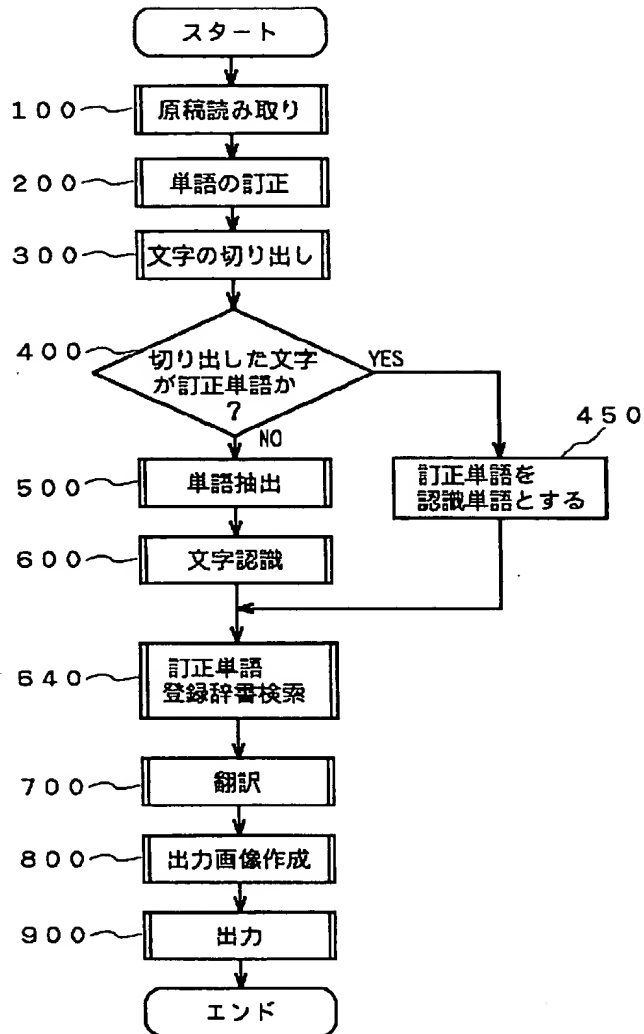 スタート
100
原稿読み取り
200
単語の訂正
300
文字の切り出し
400
切り出した文字
が訂正単語か
?
YES
NO
450
訂正単語を
認識単語とする
500
単語抽出
600
文字認識
640
訂正単語
登録辞書検索
700
翻訳
800
出力画像作成
900
出力
エンド